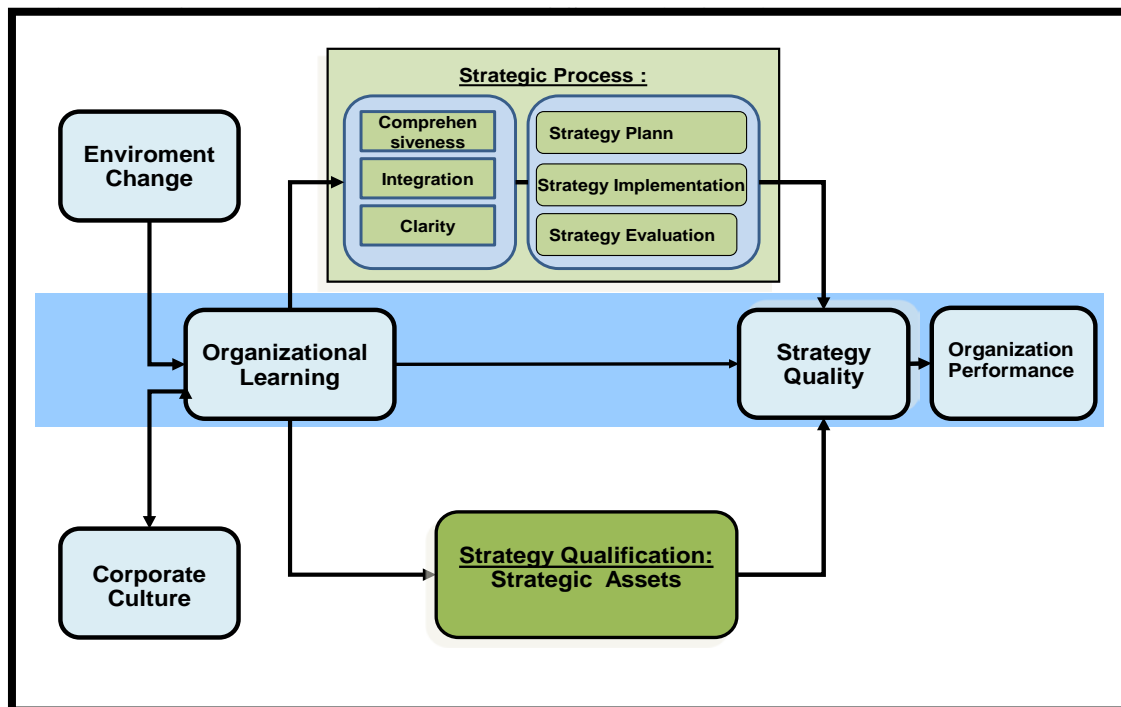 Strategic Process :
Comprehen
siveness
Integration
Clarity
Strategy Plann
Strategy Implementation
Strategy Evaluation
Enviroment
Change
Organizational
Learning
Strategy
Quality
Organization
Performance
Corporate
Culture
Strategy Qualification:
Strategic Assets